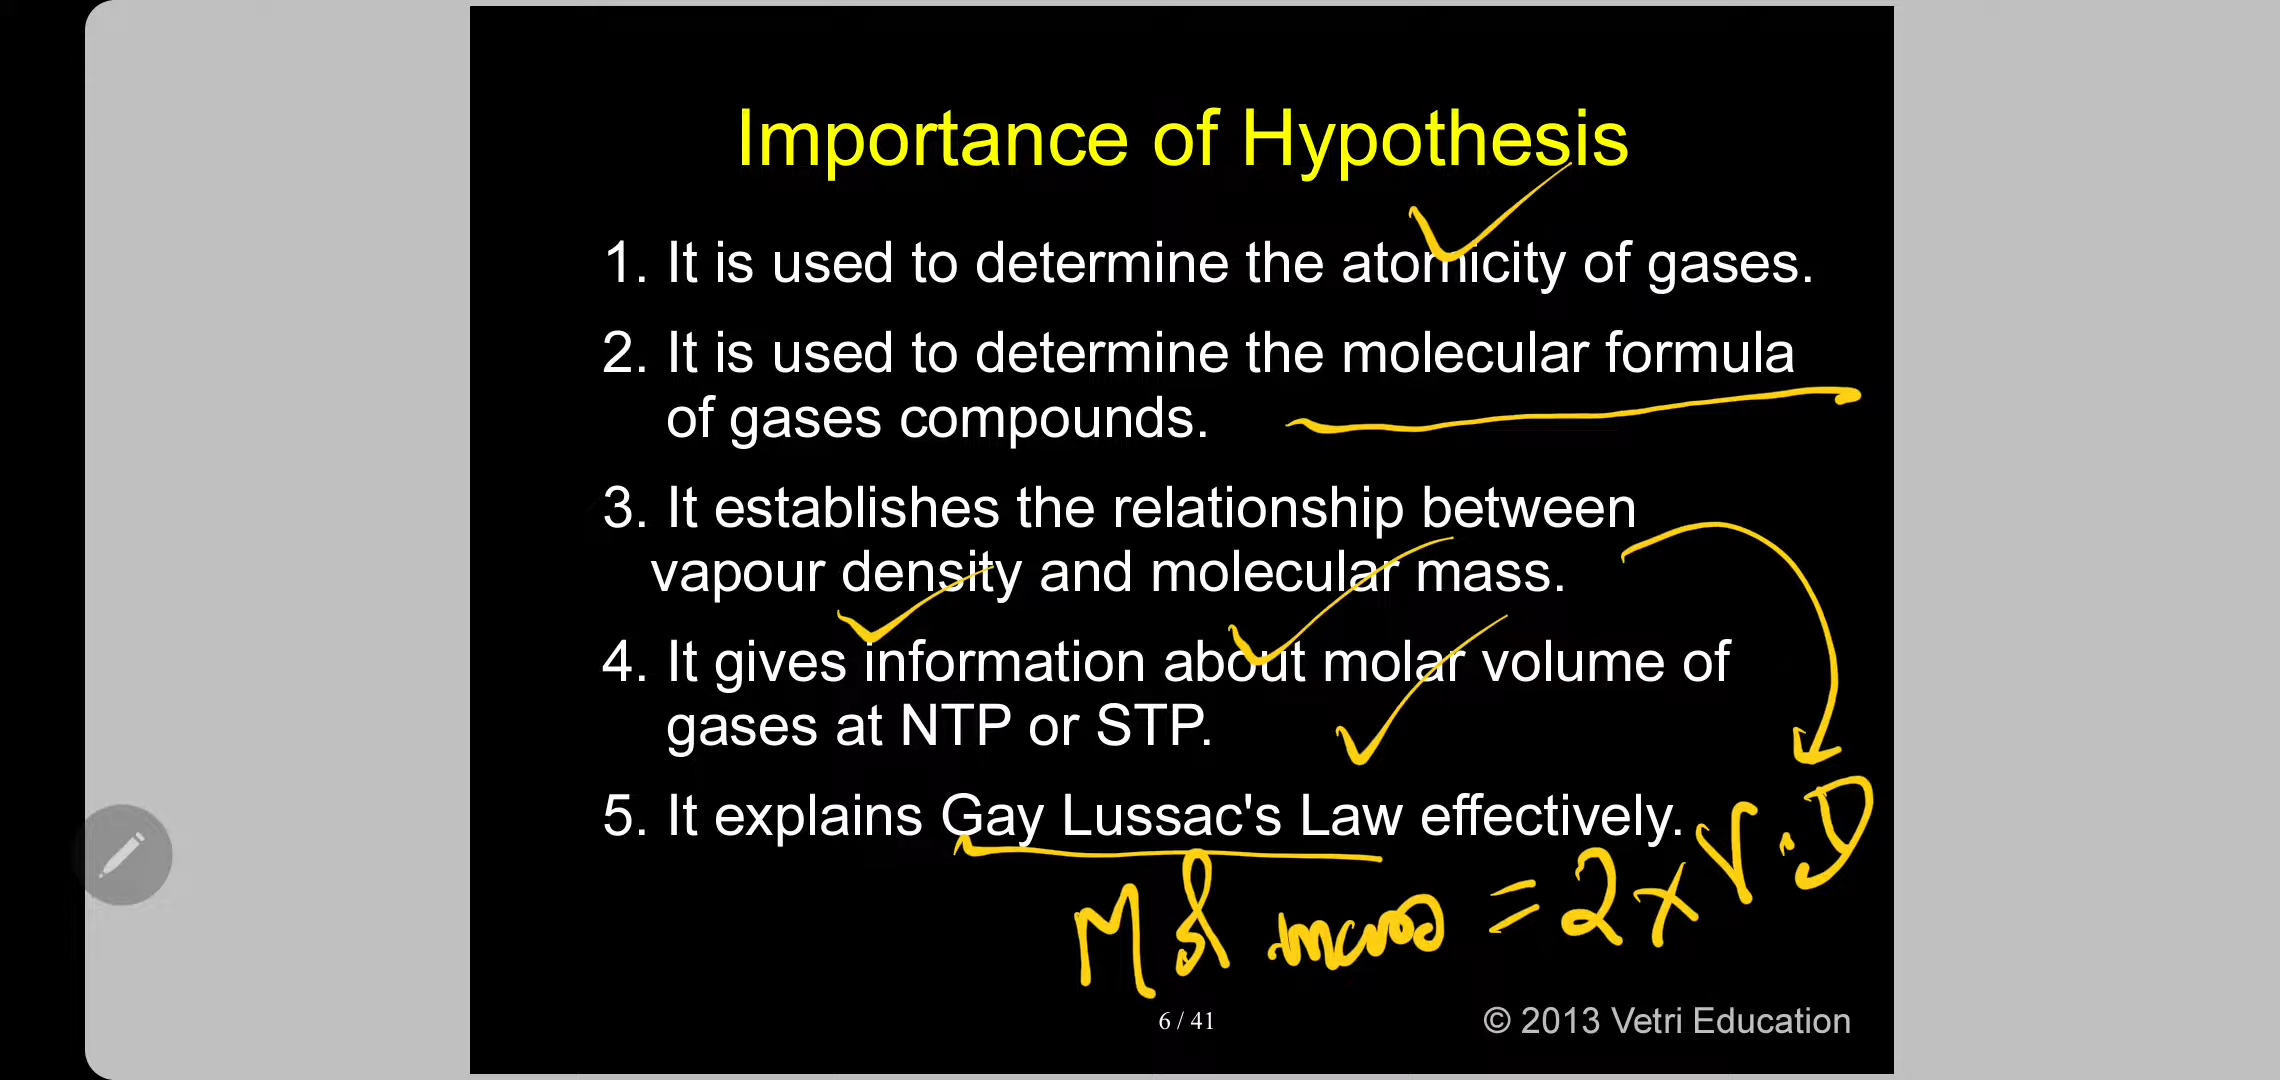 Importance of Hypothesis
1. It is used to determine the atomicity of gases.
2. It is used to determine the molecular formula
of gases compounds.
3. It establishes the relationship between
vapour density and molecular mass.
4. It gives information about molar volume of
gases at NTP or STP.
5. It explains Gay Lussac's Law effectively.
Mol mass = 2 x V.D
6 / 41
© 2013 Vetri Education